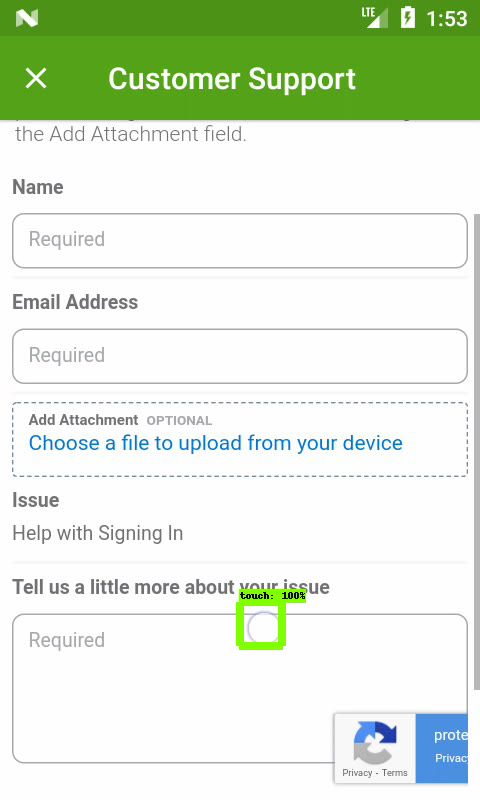 LTE 1:53
Customer Support
the Add Attachment field.
Name
Required
Email Address
Required
Add Attachment OPTIONAL
Choose a file to upload from your device
Issue
Help with Signing In
Tell us a little more about your issue
touch: 100%
Required
prote
Privacy - Terms
Privac